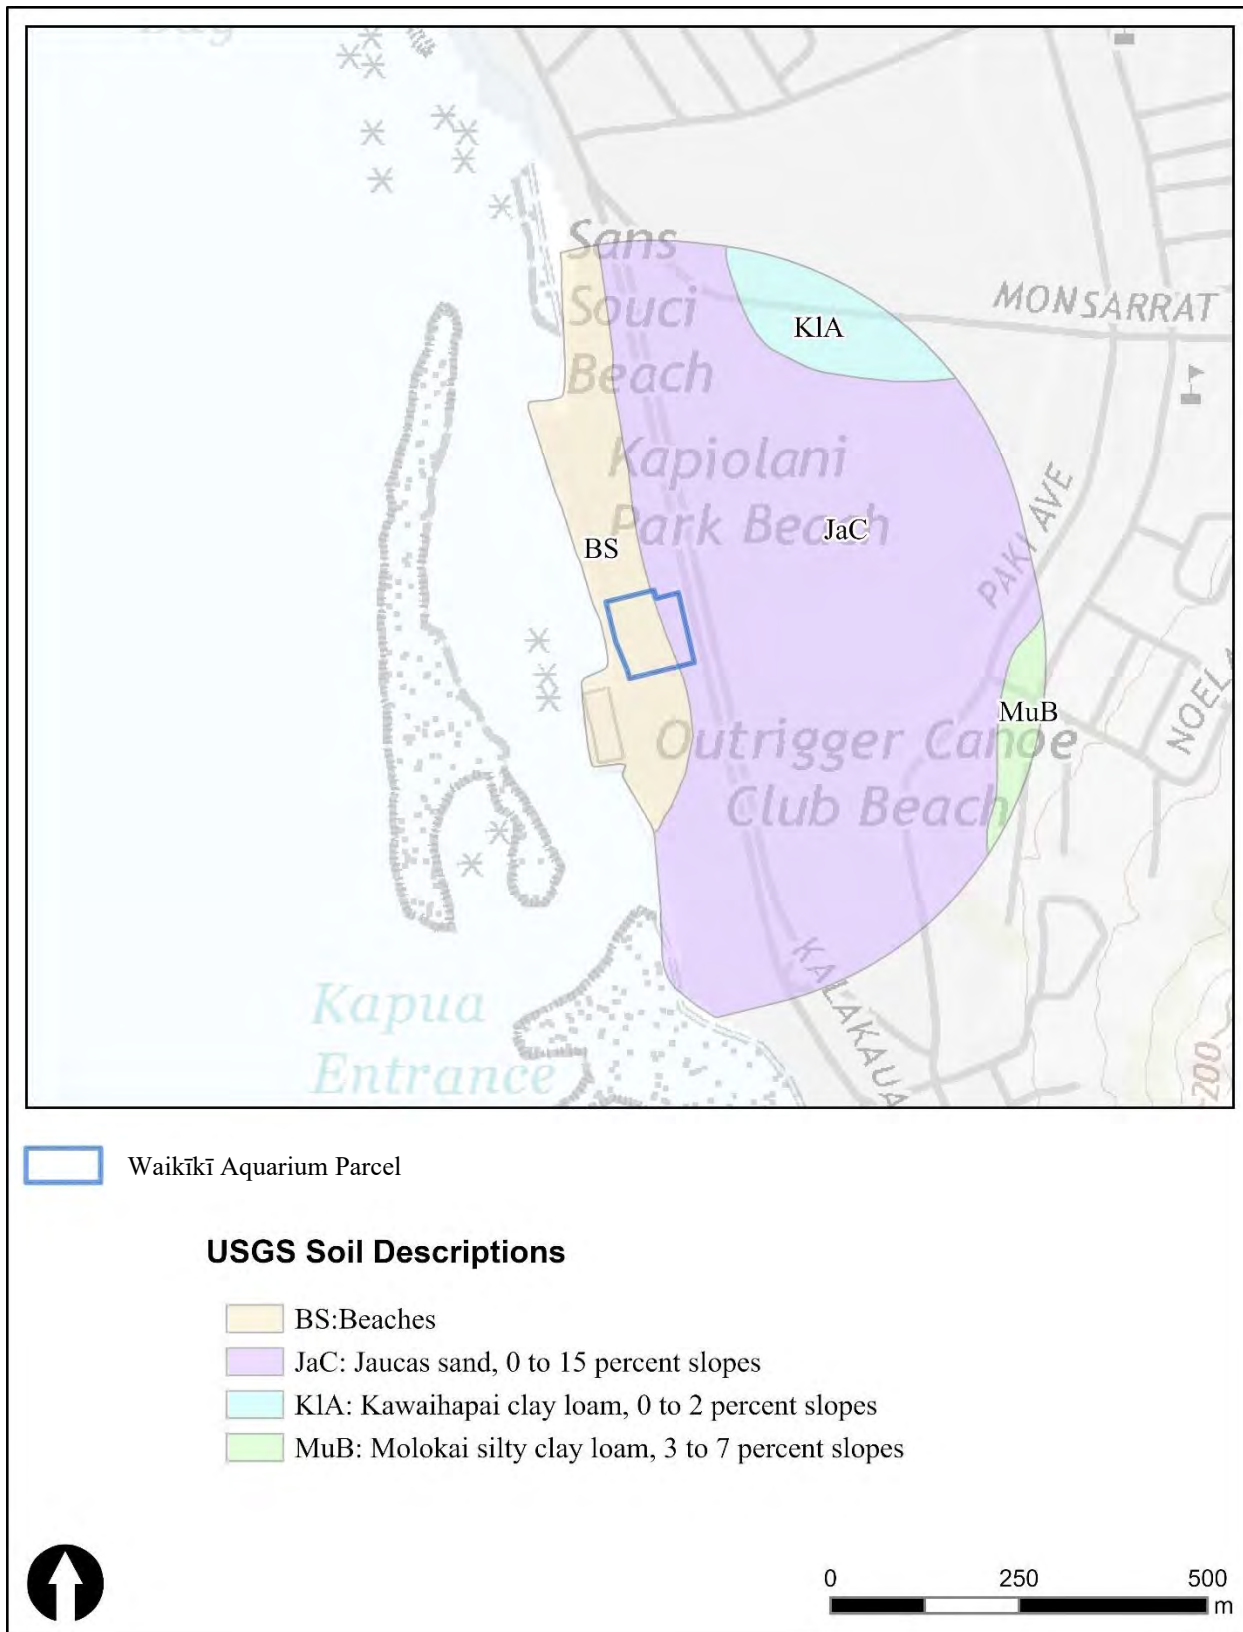 Bay
Sans
Souci
Beach
MONSARRAT
KlA
Kapiolani
Park Beach
JaC
BS
PAKI AVE
MuB
NOELA
Outrigger Canoe
Club Beach
KALAKAUA
Kapua
Entrance
200
Waikīkī Aquarium Parcel
USGS Soil Descriptions
BS:Beaches
JaC: Jaucas sand, 0 to 15 percent slopes
KlA: Kawaihapai clay loam, 0 to 2 percent slopes
MuB: Molokai silty clay loam, 3 to 7 percent slopes
0 250 500
m